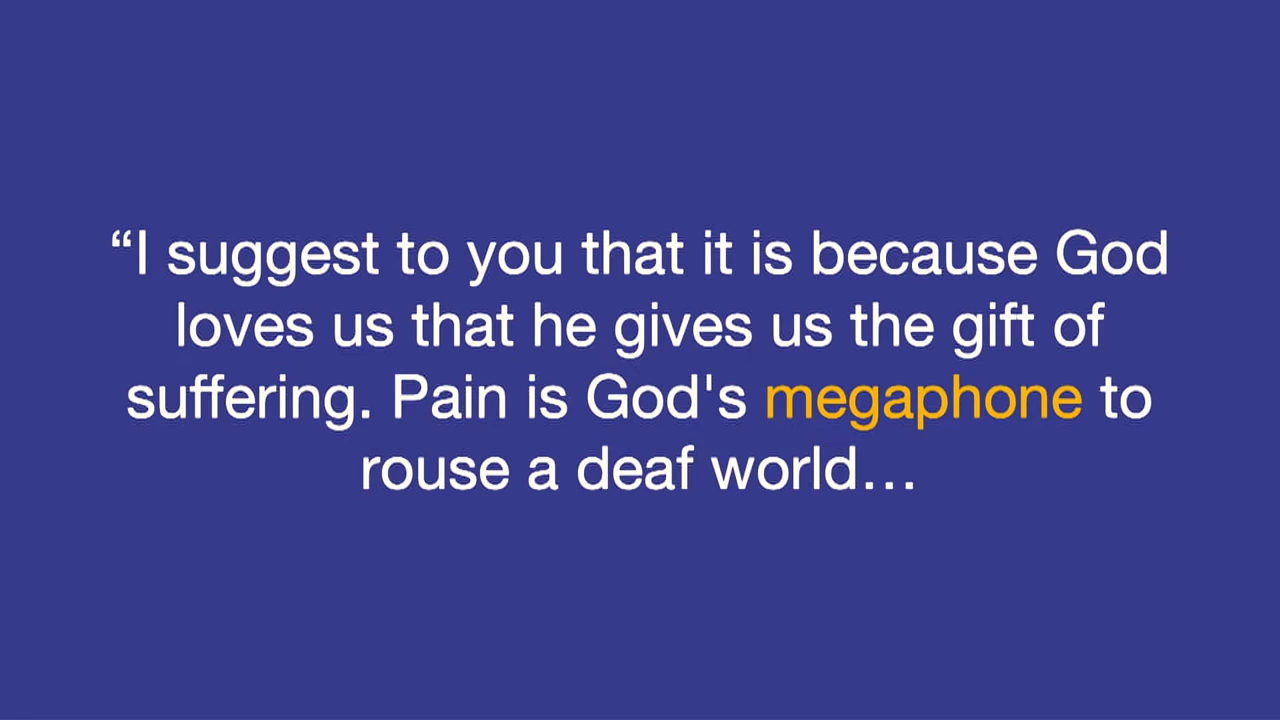 “I suggest to you that it is because God
loves us that he gives us the gift of
suffering. Pain is God's megaphone to
rouse a deaf world…